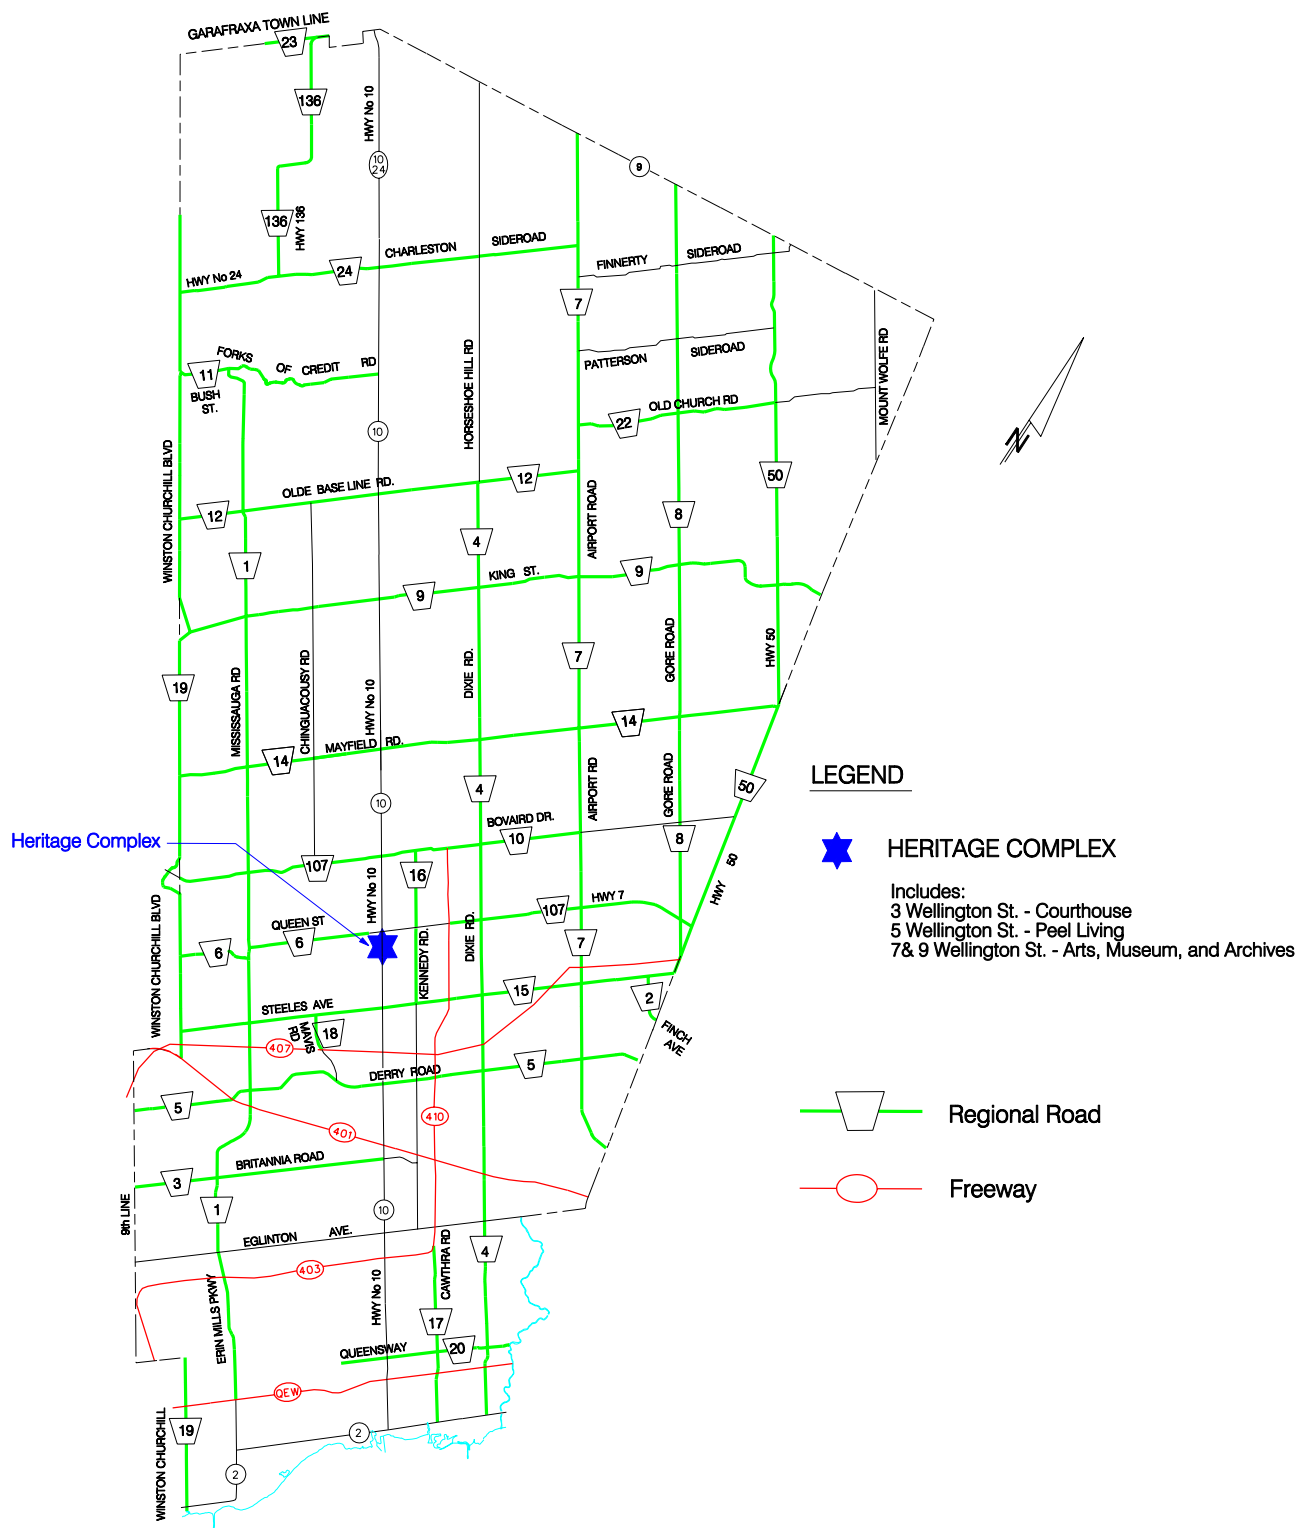 GARAFRAXA TOWN LINE
23
136
HWY No 10
10
24
9
136
HWY 136
CHARLESTON
SIDEROAD
HWY No 24
24
FINNERTY
SIDEROAD
7
FORKS
OF
CREDIT
RD
11
BUSH
ST.
HORSESHOE HILL RD
PATTERSON
SIDEROAD
MOUNT WOLFE RD
OLD CHURCH RD
22
10
WINSTON CHURCHILL BLVD
OLDE BASE LINE RD.
12
12
50
AIRPORT ROAD
8
4
1
KING ST.
9
9
19
MISSISSAUGA RD
CHINGUACOUSY RD
HWY No 10
DIXIE RD.
7
GORE ROAD
HWY 50
14
MAYFIELD RD.
14
4
10
AIRPORT RD
GORE ROAD
50
LEGEND
BOVAIRD DR.
10
8
Heritage Complex
HERITAGE COMPLEX
107
16
HWY 50
Includes:
3 Wellington St. - Courthouse
5 Wellington St. - Peel Living
7& 9 Wellington St. - Arts, Museum, and Archives
WINSTON CHURCHILL BLVD
HWY No 10
HWY 7
107
QUEEN ST
6
6
KENNEDY RD.
DIXIE RD.
7
15
2
STEELES AVE
MAVIS
RD
18
FINCH
AVE
407
DERRY ROAD
5
5
410
Regional Road
401
BRITANNIA ROAD
3
Freeway
9th LINE
1
10
EGLINTON AVE.
4
403
CAWTHRA RD
ERIN MILLS PKWY
HWY No 10
17
QUEENSWAY
20
QEW
WINSTON CHURCHILL
19
2
2
N